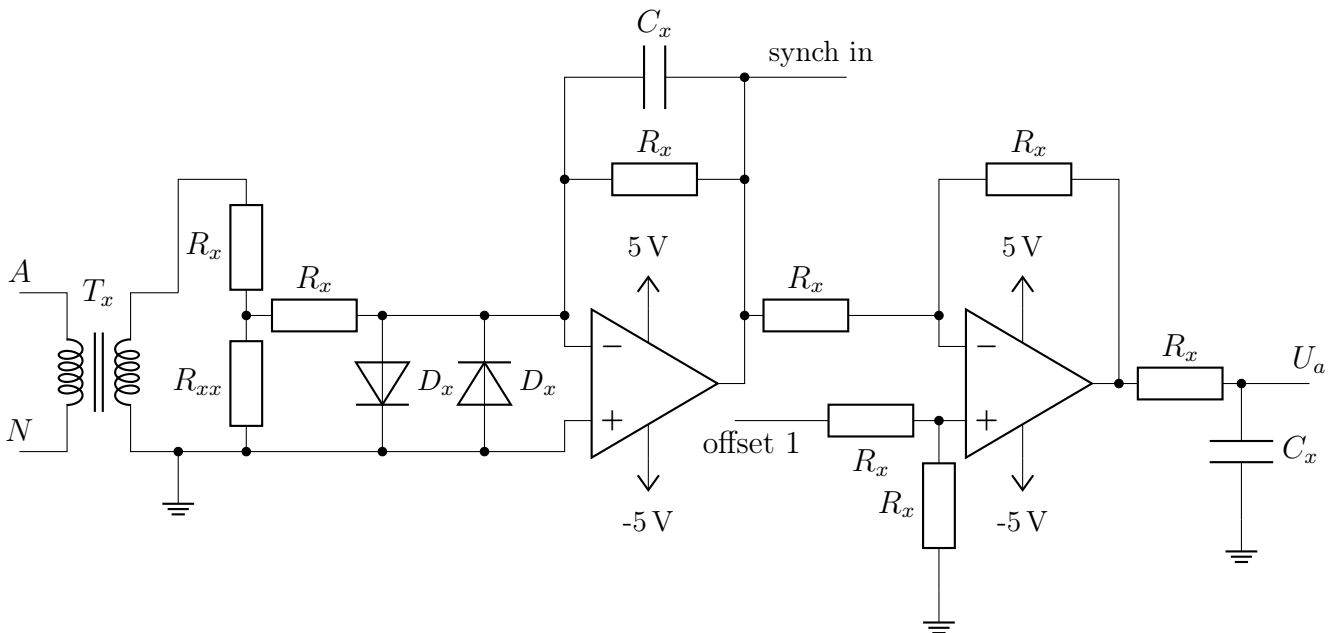 C_x
synch in
R_x
R_x
R_x
5 V
5 V
A
T_x
R_x
R_x
N
R_xx
D_x
D_x
−
+
−
+
R_x
U_a
offset 1
R_x
R_x
C_x
-5 V
-5 V